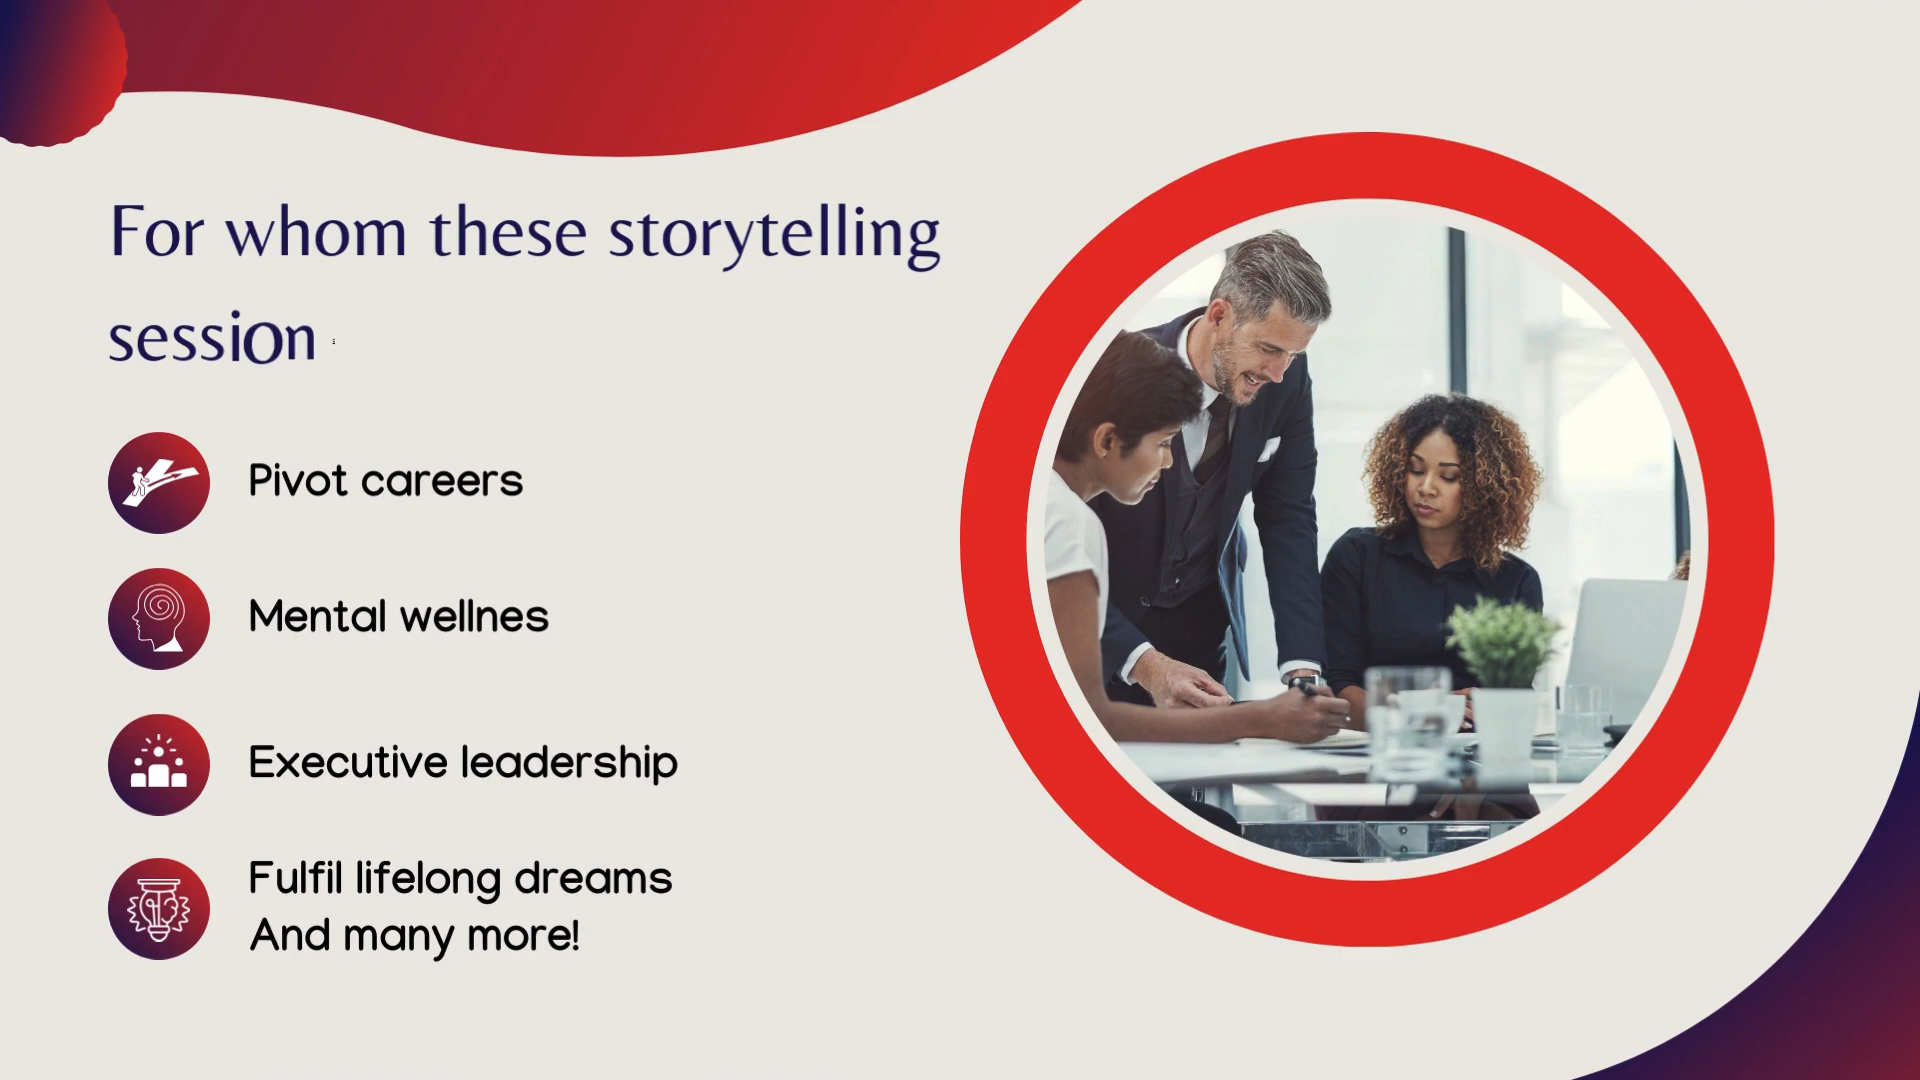 For whom these storytelling
session s
Pivot careers
Mental wellnes
Executive leadership
Fulfil lifelong dreams
And many more!